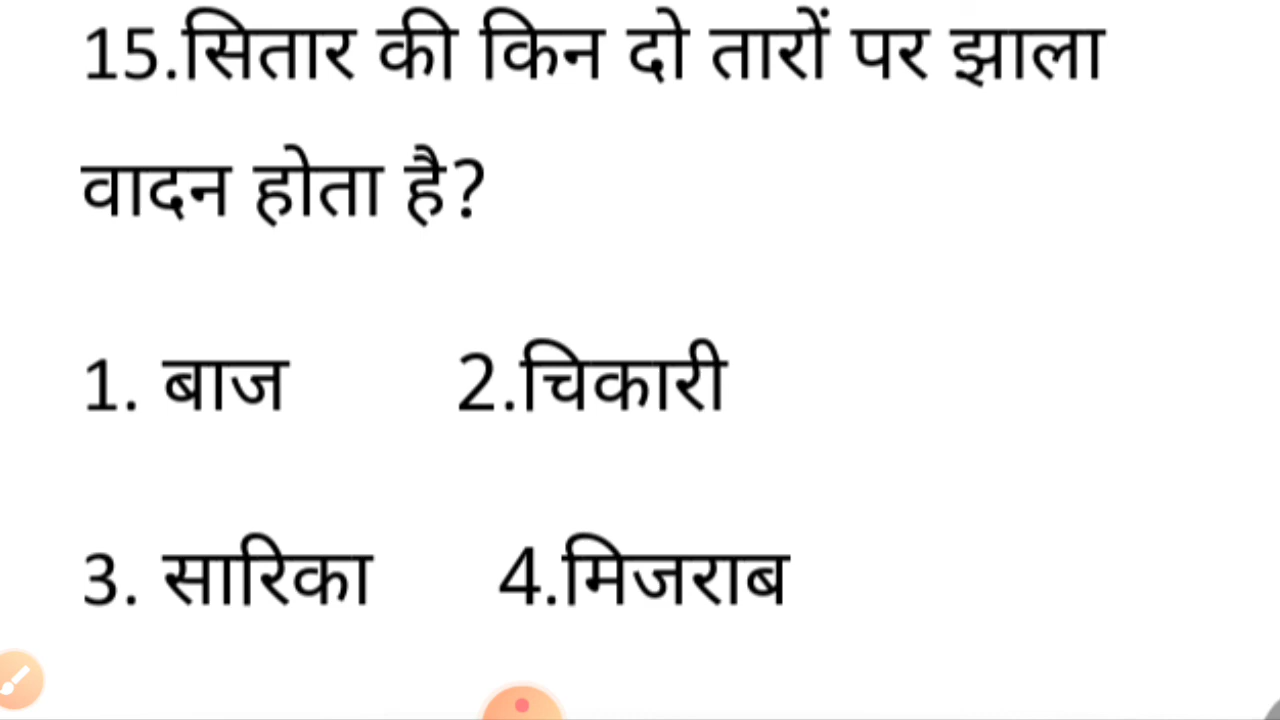 15.सितार की किन दो तारों पर झाला
वादन होता है?
1. बाज 2.चिकारी
3. सारिका 4.मिजराब